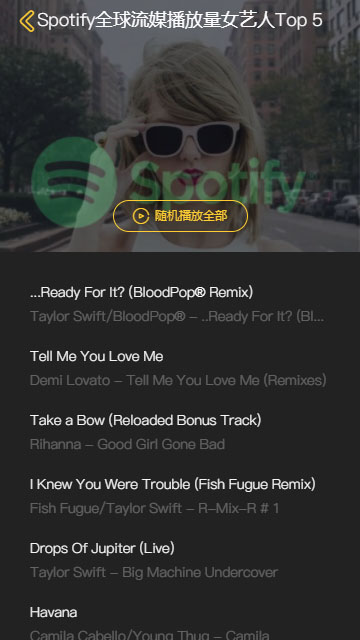 Spotify全球流媒播放量女艺人Top 5
Spotify
随机播放全部
...Ready For It? (BloodPop® Remix)
Taylor Swift/BloodPop® - ..Ready For It? (Bl...
Tell Me You Love Me
Demi Lovato - Tell Me You Love Me (Remixes)
Take a Bow (Reloaded Bonus Track)
Rihanna - Good Girl Gone Bad
I Knew You Were Trouble (Fish Fugue Remix)
Fish Fugue/Taylor Swift - R-Mix-R # 1
Drops Of Jupiter (Live)
Taylor Swift - Big Machine Undercover
Havana
Camila Cabello/Young Thug - Camila